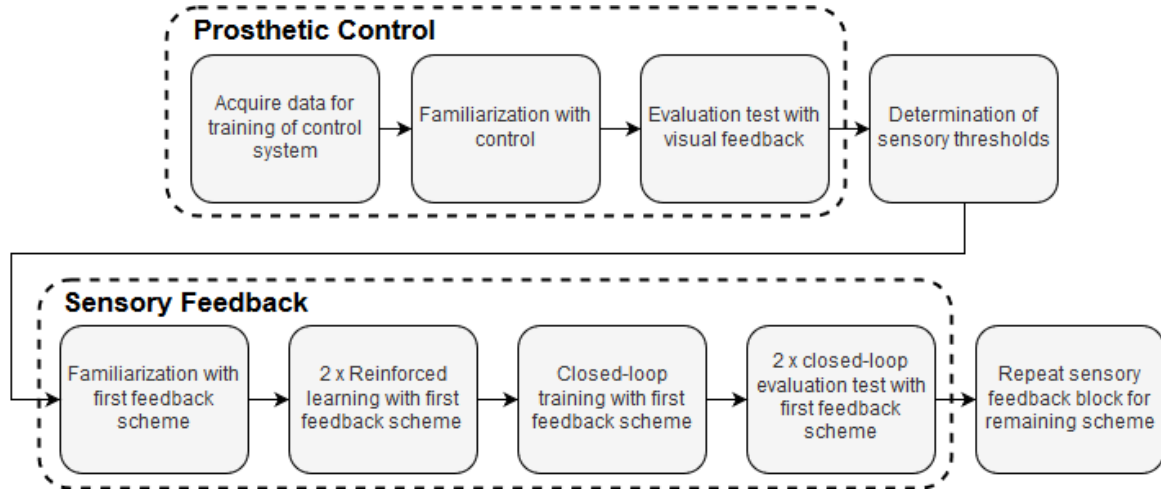 Prosthetic Control
Acquire data for
training of control
system
Familiarization with
control
Evaluation test with
visual feedback
Determination of
sensory thresholds
Sensory Feedback
Familiarization with
first feedback
scheme
2 x Reinforced
learning with first
feedback scheme
Closed-loop
training with first
feedback scheme
2 x closed-loop
evaluation test with
first feedback
scheme
Repeat sensory
feedback block for
remaining scheme